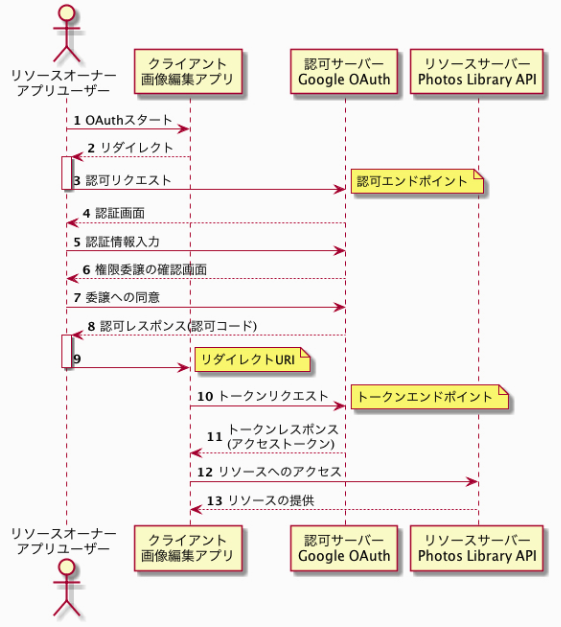 リソースオーナー
アプリユーザー
クライアント
画像編集アプリ
認可サーバー
Google OAuth
リソースサーバー
Photos Library API
1 OAuthスタート
2 リダイレクト
3 認可リクエスト
認可エンドポイント
4 認証画面
5 認証情報入力
6 権限委譲の確認画面
7 委譲への同意
8 認可レスポンス(認可コード)
9
リダイレクトURI
10 トークンリクエスト
トークンエンドポイント
11 トークンレスポンス
(アクセストークン)
12 リソースへのアクセス
13 リソースの提供
リソースオーナー
アプリユーザー
クライアント
画像編集アプリ
認可サーバー
Google OAuth
リソースサーバー
Photos Library API